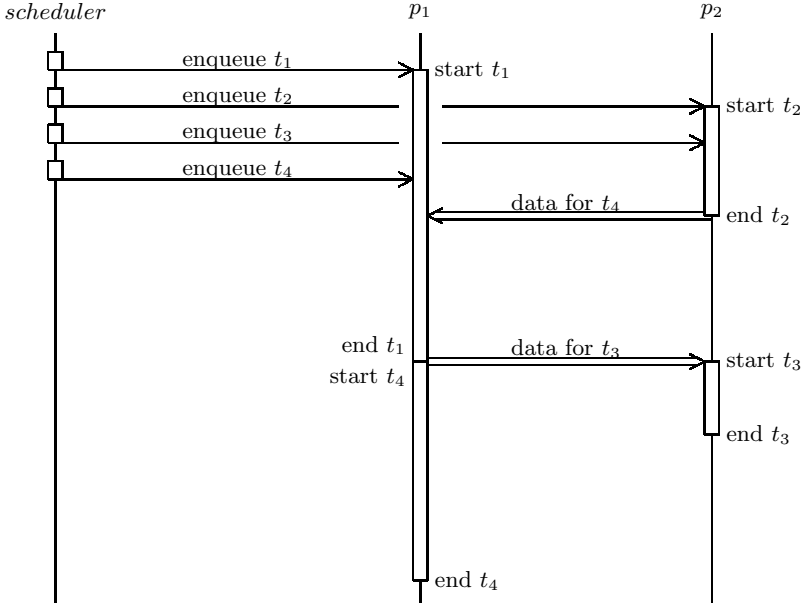 scheduler p₁ p₂
enqueue t₁ start t₁
enqueue t₂ start t₂
enqueue t₃
enqueue t₄
data for t₄ end t₂
end t₁ data for t₃ start t₃
start t₄
end t₃
end t₄